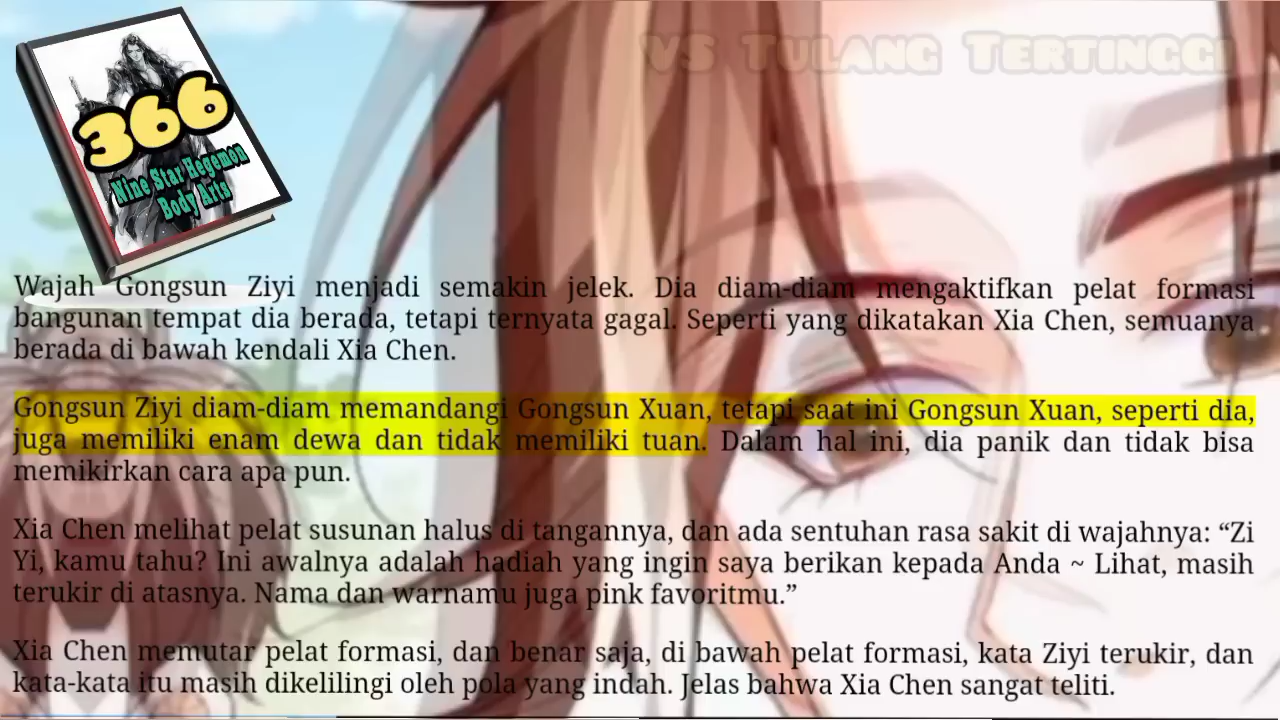 VS Tulang Tertinggi
366
Nine Star Hegemon
Body Arts
Wajah Gongsun Ziyi menjadi semakin jelek. Dia diam-diam mengaktifkan pelat formasi
bangunan tempat dia berada, tetapi ternyata gagal. Seperti yang dikatakan Xia Chen, semuanya
berada di bawah kendali Xia Chen.
Gongsun Ziyi diam-diam memandangi Gongsun Xuan, tetapi saat ini Gongsun Xuan, seperti dia,
juga memiliki enam dewa dan tidak memiliki tuan. Dalam hal ini, dia panik dan tidak bisa
memikirkan cara apa pun.
Xia Chen melihat pelat susunan halus di tangannya, dan ada sentuhan rasa sakit di wajahnya: “Zi
Yi, kamu tahu? Ini awalnya adalah hadiah yang ingin saya berikan kepada Anda ~ Lihat, masih
terukir di atasnya. Nama dan warnamu juga pink favoritmu.”
Xia Chen memutar pelat formasi, dan benar saja, di bawah pelat formasi, kata Ziyi terukir, dan
kata-kata itu masih dikelilingi oleh pola yang indah. Jelas bahwa Xia Chen sangat teliti.